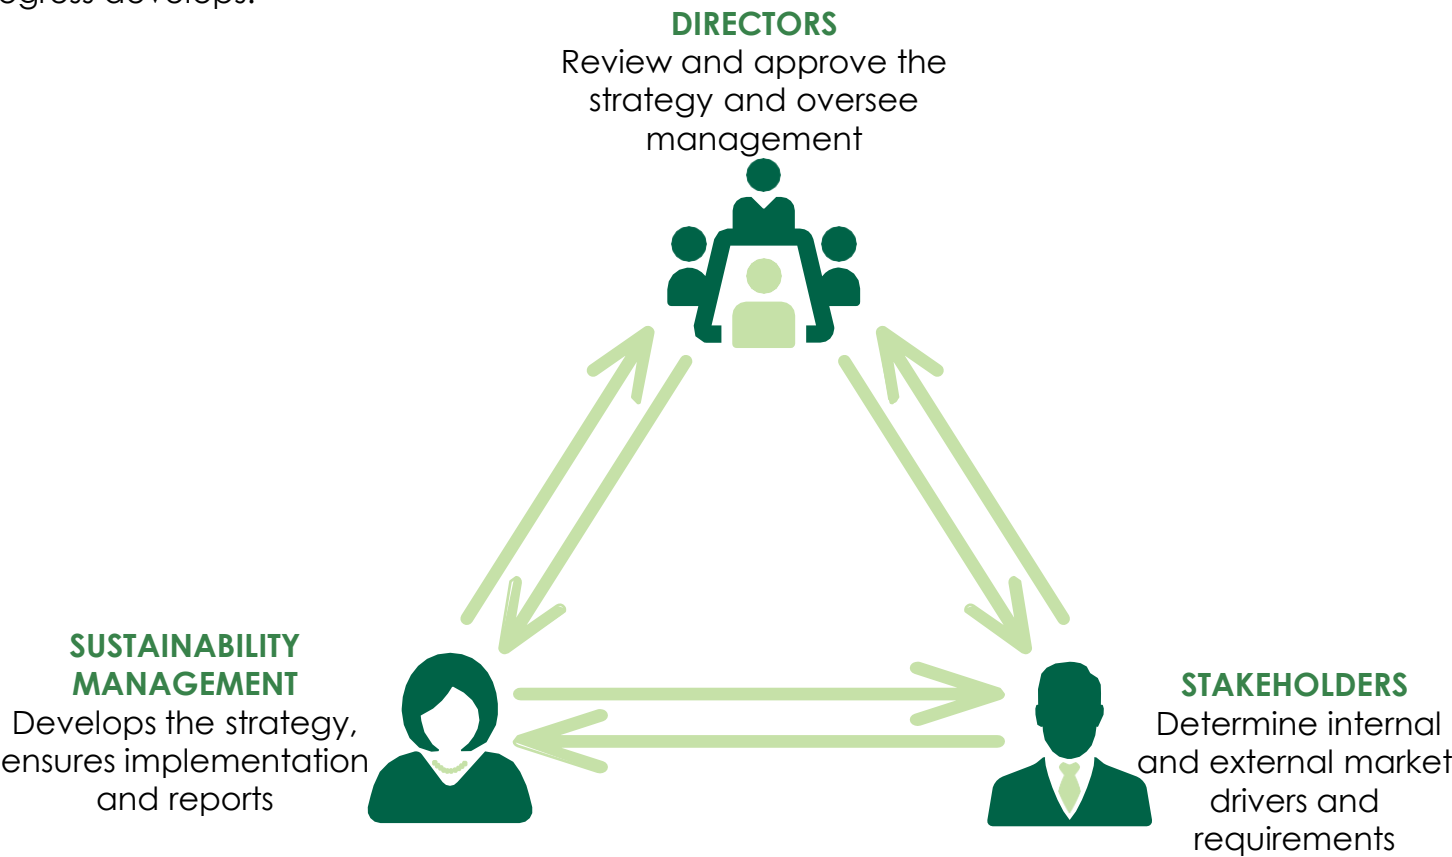 develops.
DIRECTORS
Review and approve the
strategy and oversee
management
SUSTAINABILITY
MANAGEMENT
Develops the strategy,
ensures implementation
and reports
STAKEHOLDERS
Determine internal
and external market
drivers and
requirements